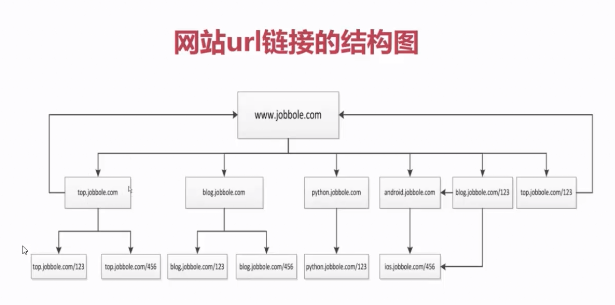 网站url链接的结构图
www.jobbole.com
top.jobbole.com
blog.jobbole.com
python.jobbole.com
android.jobbole.com
blog.jobbole.com/123
top.jobbole.com/123
top.jobbole.com/123
top.jobbole.com/456
blog.jobbole.com/123
blog.jobbole.com/456
python.jobbole.com/123
ios.jobbole.com/456